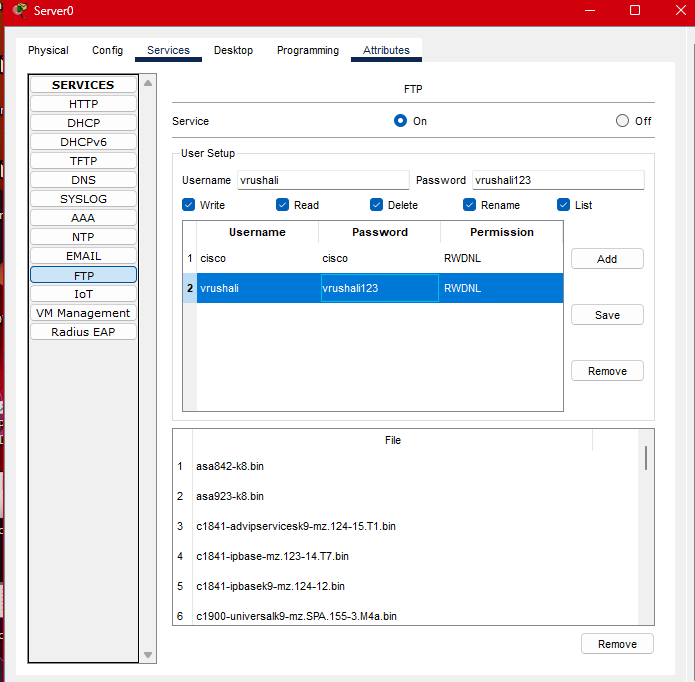 Server0
Physical Config Services Desktop Programming Attributes
SERVICES
HTTP
DHCP
DHCPv6
TFTP
DNS
SYSLOG
AAA
NTP
EMAIL
FTP
IoT
VM Management
Radius EAP
FTP
Service On Off
User Setup
Username vrushali Password vrushali123
Write Read Delete Rename List
Username Password Permission
1 cisco cisco RWDNL
2 vrushali vrushali123 RWDNL
Add
Save
Remove
File
1 asa842-k8.bin
2 asa923-k8.bin
3 c1841-advipservicesk9-mz.124-15.T1.bin
4 c1841-ipbase-mz.123-14.T7.bin
5 c1841-ipbasek9-mz.124-12.bin
6 c1900-universalk9-mz.SPA.155-3.M4a.bin
Remove